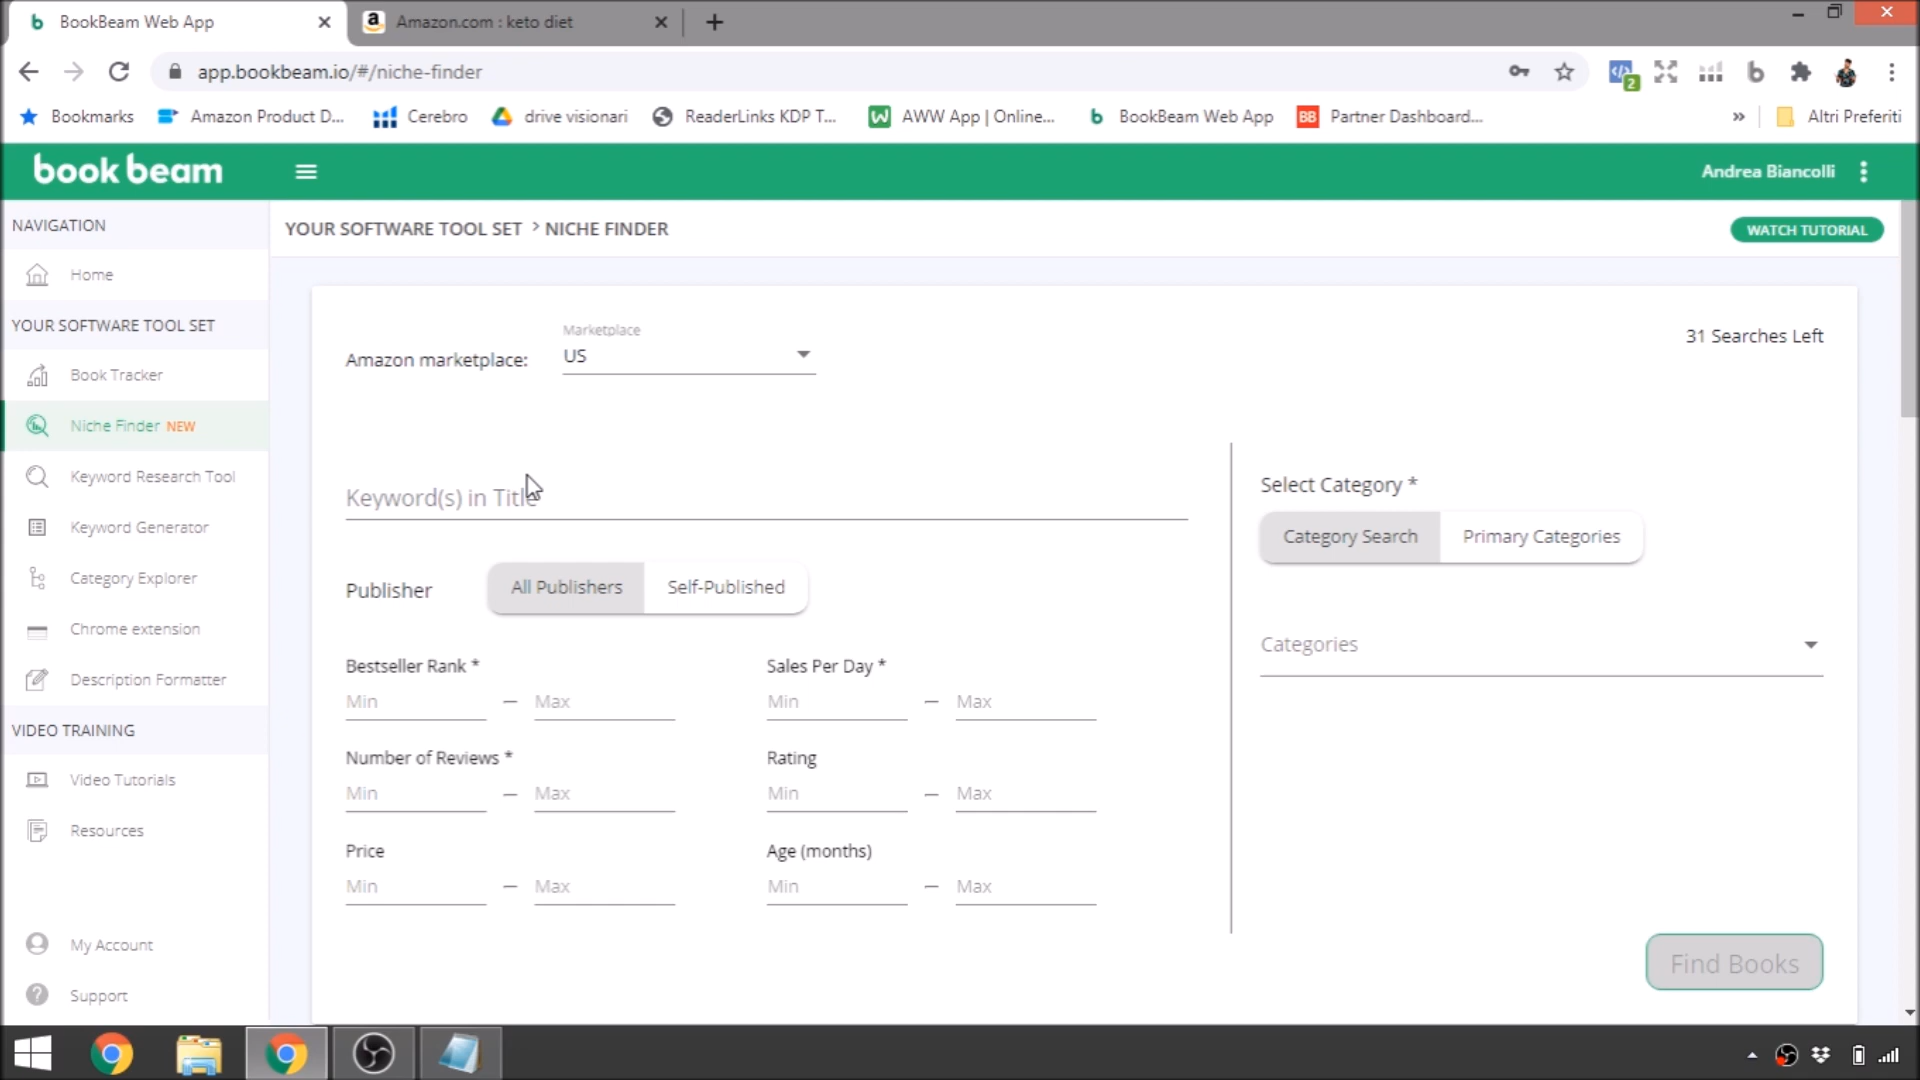 BookBeam Web App
Amazon.com : keto diet
app.bookbeam.io/#/niche-finder
2
Bookmarks
Amazon Product D...
Cerebro
drive visionari
ReaderLinks KDP T...
AWW App | Online...
BookBeam Web App
BB
Partner Dashboard...
Altri Preferiti
book beam
Andrea Biancolli
NAVIGATION
YOUR SOFTWARE TOOL SET > NICHE FINDER
WATCH TUTORIAL
Home
YOUR SOFTWARE TOOL SET
Book Tracker
Niche Finder NEW
Keyword Research Tool
Keyword Generator
Category Explorer
Chrome extension
Description Formatter
VIDEO TRAINING
Video Tutorials
Resources
My Account
Support
Marketplace
Amazon marketplace: US
31 Searches Left
Keyword(s) in Title
Publisher All Publishers Self-Published
Bestseller Rank * Sales Per Day *
Min – Max Min – Max
Number of Reviews * Rating
Min – Max Min – Max
Price Age (months)
Min – Max Min – Max
Select Category *
Category Search Primary Categories
Categories
Find Books